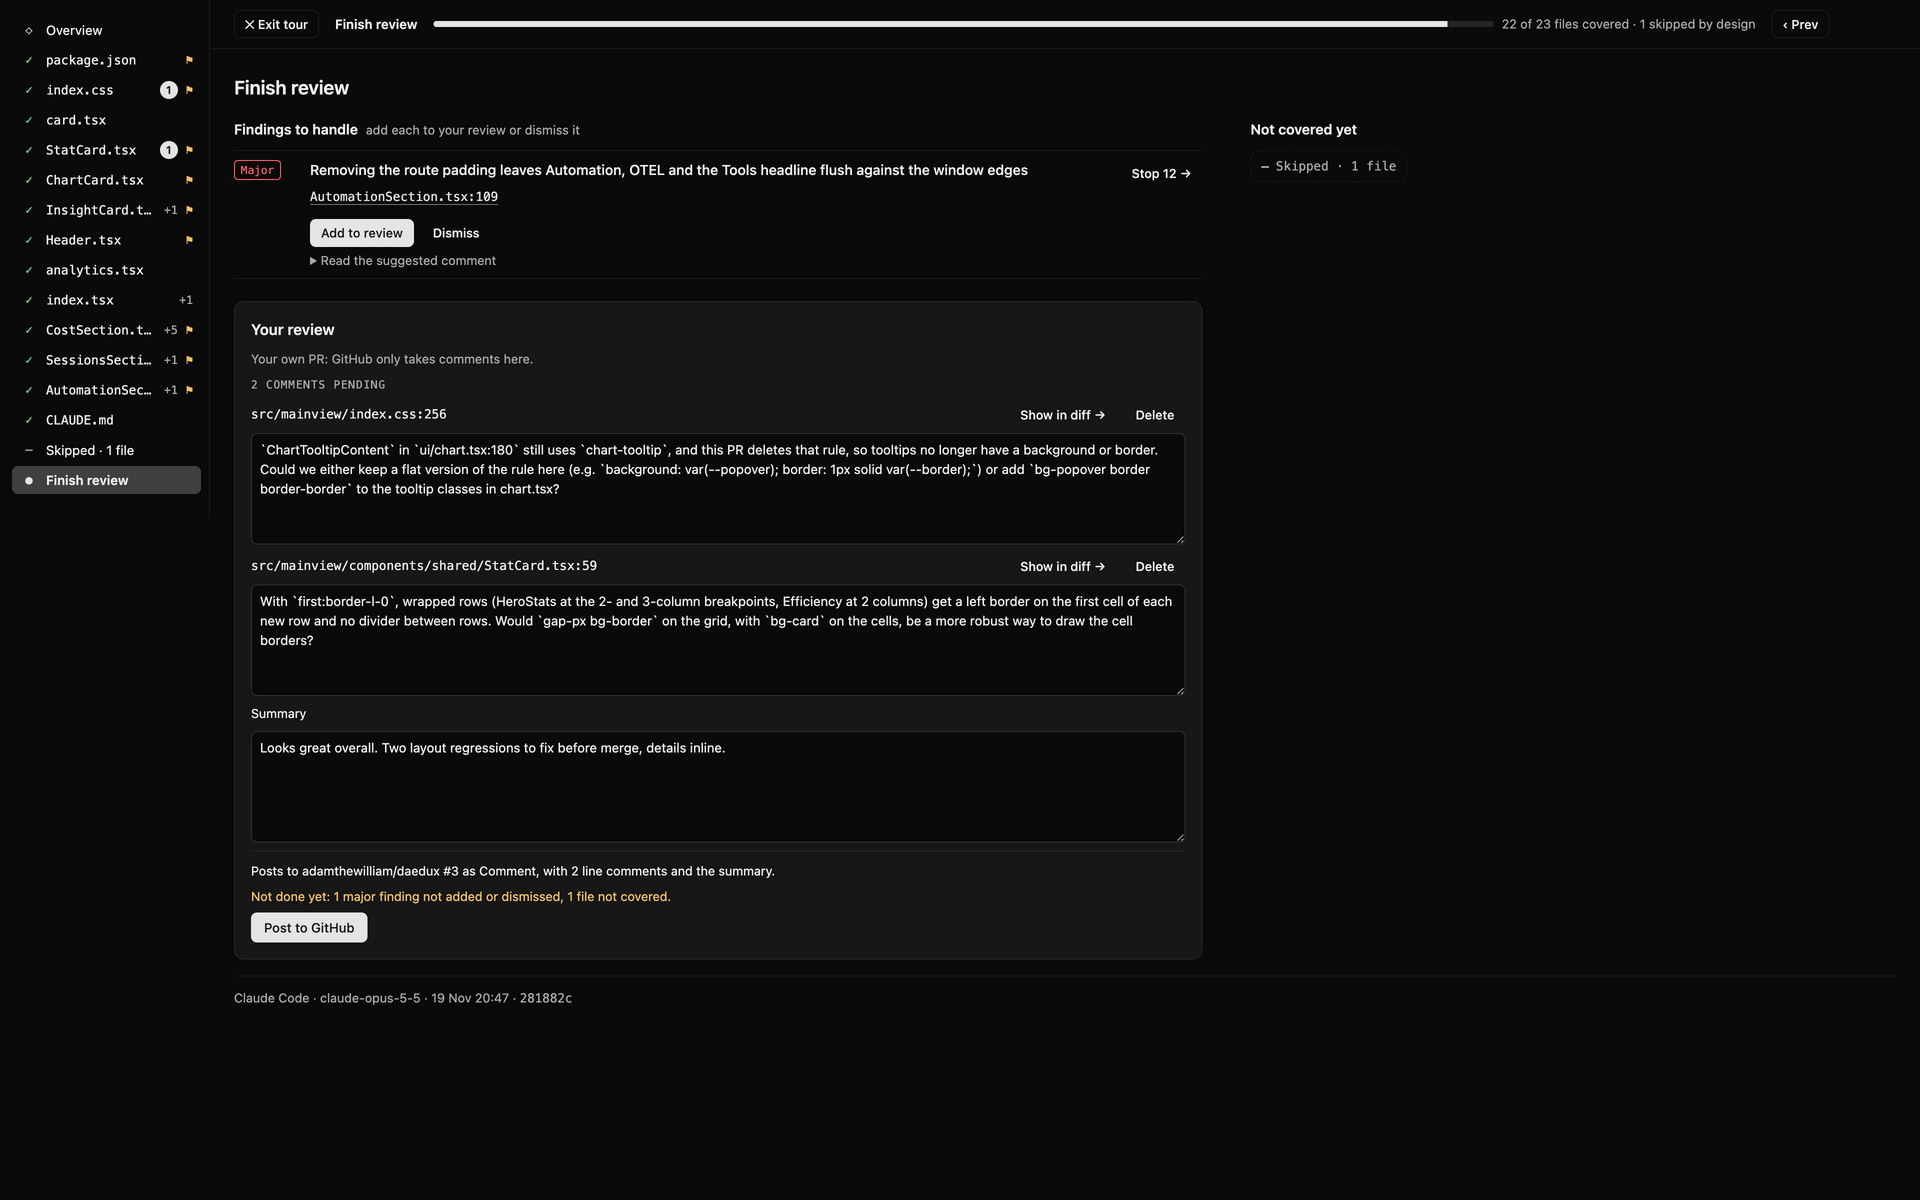 Overview
package.json
index.css 1
card.tsx
StatCard.tsx 1
ChartCard.tsx
InsightCard.t… +1
Header.tsx
analytics.tsx
index.tsx +1
CostSection.t… +5
SessionsSecti… +1
AutomationSec… +1
CLAUDE.md
Skipped · 1 file
Finish review
Exit tour
Finish review
22 of 23 files covered · 1 skipped by design
‹ Prev
Finish review
Findings to handle add each to your review or dismiss it
Major
Removing the route padding leaves Automation, OTEL and the Tools headline flush against the window edges
Stop 12 →
AutomationSection.tsx:109
Add to review
Dismiss
Read the suggested comment
Your review
Your own PR: GitHub only takes comments here.
2 COMMENTS PENDING
src/mainview/index.css:256
Show in diff →
Delete
`ChartTooltipContent` in `ui/chart.tsx:180` still uses `chart-tooltip`, and this PR deletes that rule, so tooltips no longer have a background or border.
Could we either keep a flat version of the rule here (e.g. `background: var(--popover); border: 1px solid var(--border);`) or add `bg-popover border
border-border` to the tooltip classes in chart.tsx?
src/mainview/components/shared/StatCard.tsx:59
Show in diff →
Delete
With `first:border-l-0`, wrapped rows (HeroStats at the 2- and 3-column breakpoints, Efficiency at 2 columns) get a left border on the first cell of each
new row and no divider between rows. Would `gap-px bg-border` on the grid, with `bg-card` on the cells, be a more robust way to draw the cell
borders?
Summary
Looks great overall. Two layout regressions to fix before merge, details inline.
Posts to adamthewilliam/daedux #3 as Comment, with 2 line comments and the summary.
Not done yet: 1 major finding not added or dismissed, 1 file not covered.
Post to GitHub
Not covered yet
– Skipped · 1 file
Claude Code · claude-opus-5-5 · 19 Nov 20:47 · 281882c